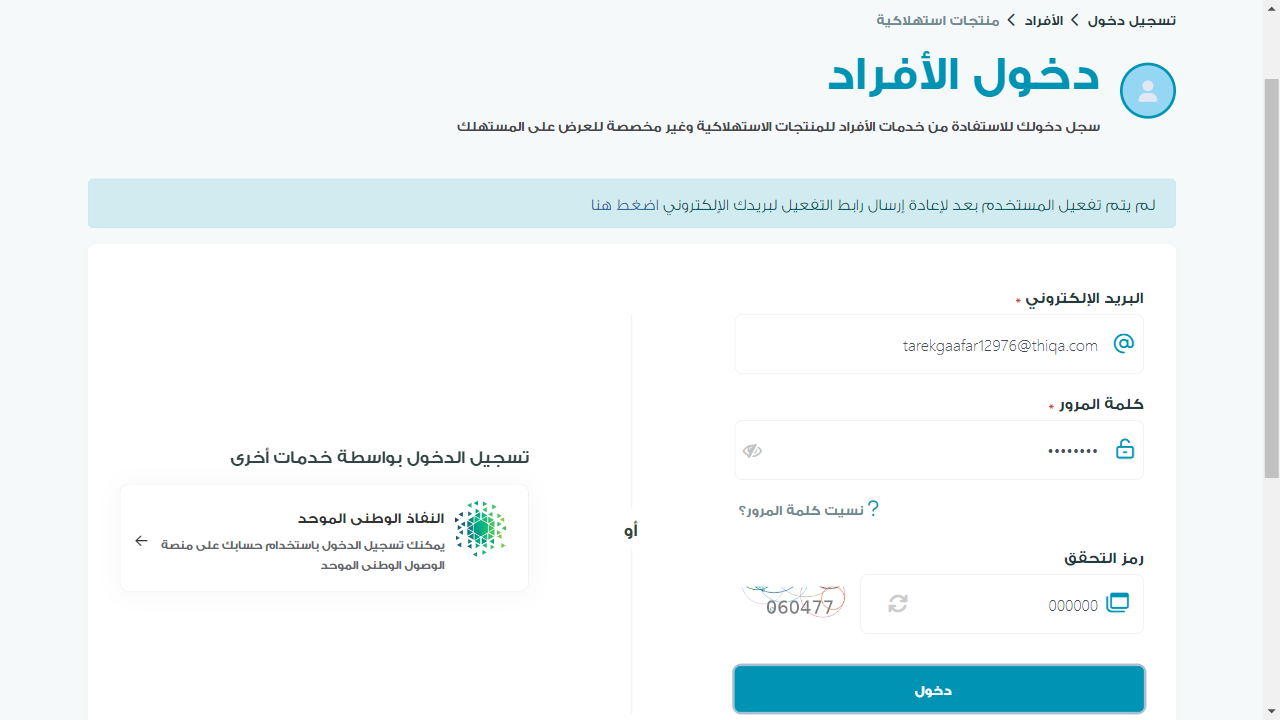 تسجيل دخول > الأفراد > منتجات استهلاكية
دخول الأفراد
سجل دخولك للاستفادة من خدمات الأفراد للمنتجات الاستهلاكية وغير مخصصة للعرض على المستهلك
لم يتم تفعيل المستخدم بعد لإعادة إرسال رابط التفعيل لبريدك الإلكتروني اضغط هنا
البريد الإلكتروني *
tarekgaafar12976@thiqa.com
كلمة المرور *
••••••••
نسيت كلمة المرور؟
رمز التحقق
000000
060477
دخول
أو
تسجيل الدخول بواسطة خدمات أخرى
النفاذ الوطني الموحد
يمكنك تسجيل الدخول باستخدام حسابك على منصة
الوصول الوطني الموحد